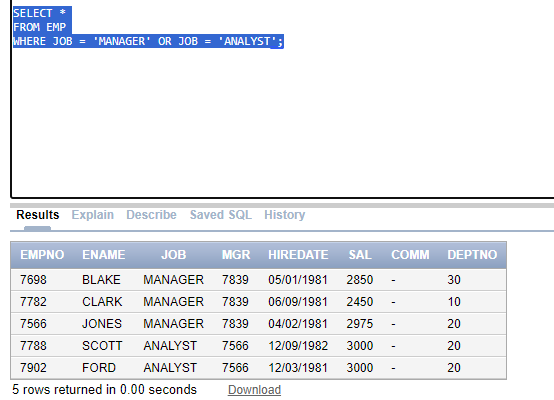 SELECT *
FROM EMP
WHERE JOB = 'MANAGER' OR JOB = 'ANALYST';
Results Explain Describe Saved SQL History
EMPNO ENAME JOB MGR HIREDATE SAL COMM DEPTNO
7698 BLAKE MANAGER 7839 05/01/1981 2850 - 30
7782 CLARK MANAGER 7839 06/09/1981 2450 - 10
7566 JONES MANAGER 7839 04/02/1981 2975 - 20
7788 SCOTT ANALYST 7566 12/09/1982 3000 - 20
7902 FORD ANALYST 7566 12/03/1981 3000 - 20
5 rows returned in 0.00 seconds Download